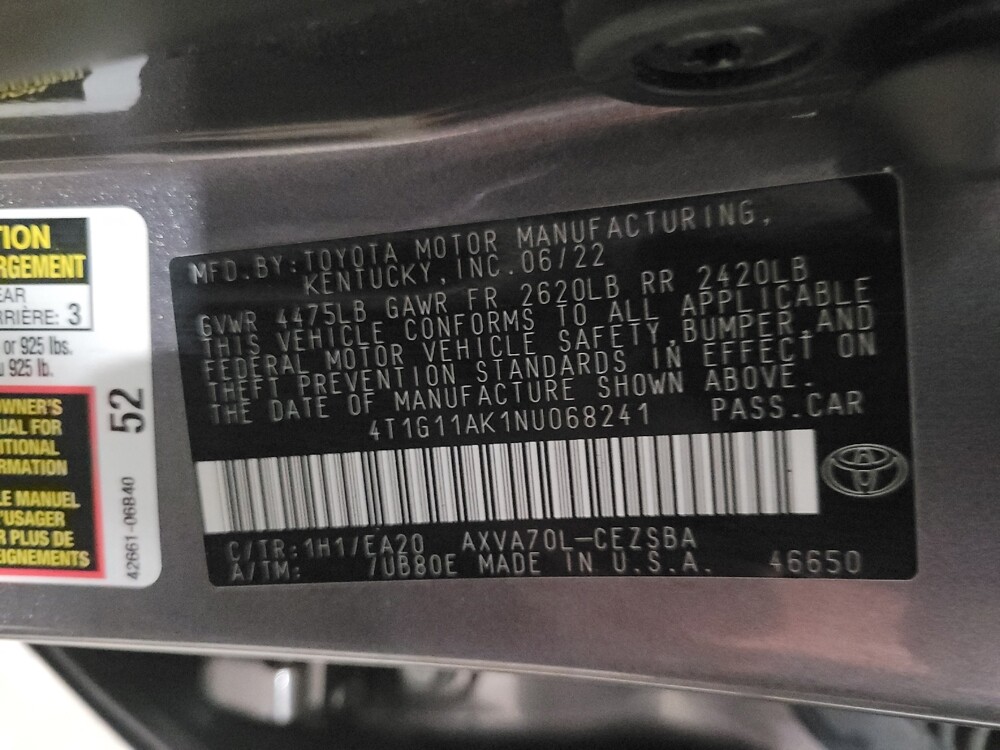 TION
RGEMENT
EAR
RRIÈRE: 3
or 925 lbs.
u 925 lb.
OWNER'S
UAL FOR
ITIONAL
RMATION
LE MANUEL
'USAGER
R PLUS DE
EIGNEMENTS
52
42661-06B40
MFD.BY:TOYOTA MOTOR MANUFACTURING,
KENTUCKY,INC.06/22
GVWR 4475LB GAWR FR 2620LB RR 2420LB
THIS VEHICLE CONFORMS TO ALL APPLICABLE
FEDERAL MOTOR VEHICLE SAFETY,BUMPER,AND
THEFT PREVENTION STANDARDS IN EFFECT ON
THE DATE OF MANUFACTURE SHOWN ABOVE.
4T1G11AK1NU068241 PASS.CAR
C/TR:1H1/EA20 AXVA70L-CEZSBA
A/TM: /UB80E MADE IN U.S.A. 46650